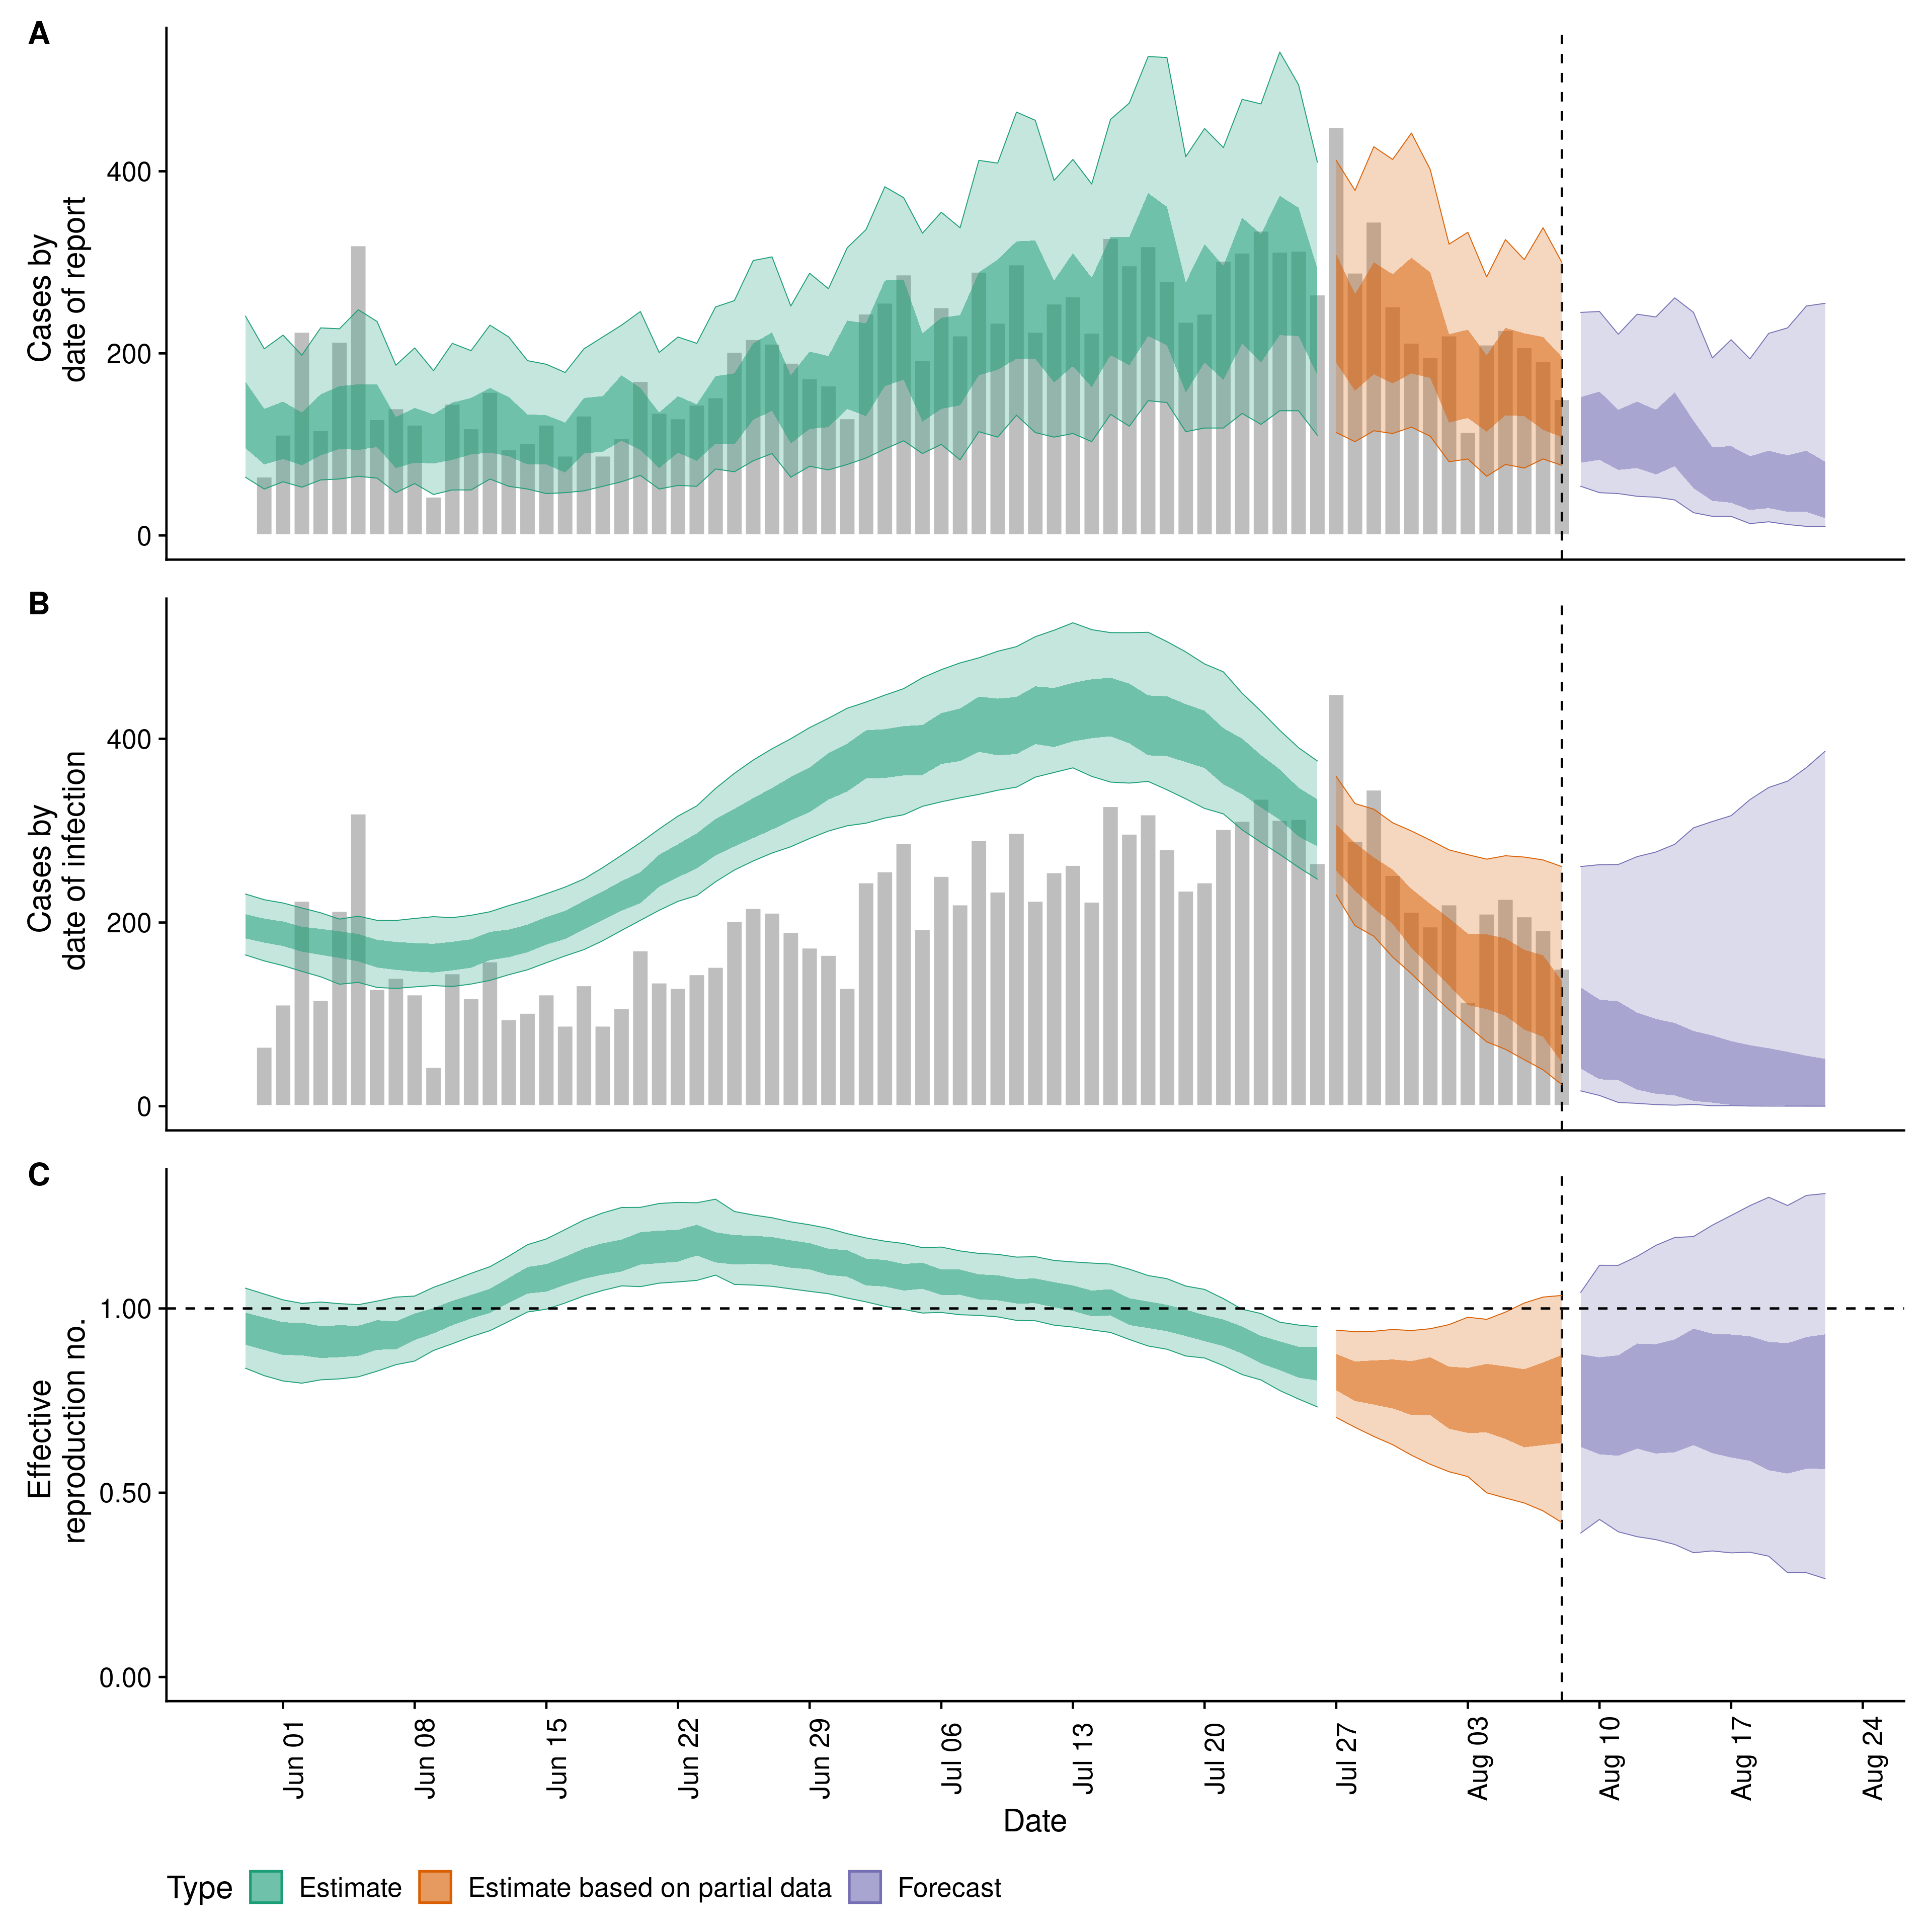 A
Cases by
date of report
400
200
0
B
Cases by
date of infection
400
200
0
C
Effective
reproduction no.
1.00
0.50
0.00
Jun 01
Jun 08
Jun 15
Jun 22
Jun 29
Jul 06
Jul 13
Jul 20
Jul 27
Aug 03
Aug 10
Aug 17
Aug 24
Date
Type Estimate Estimate based on partial data Forecast